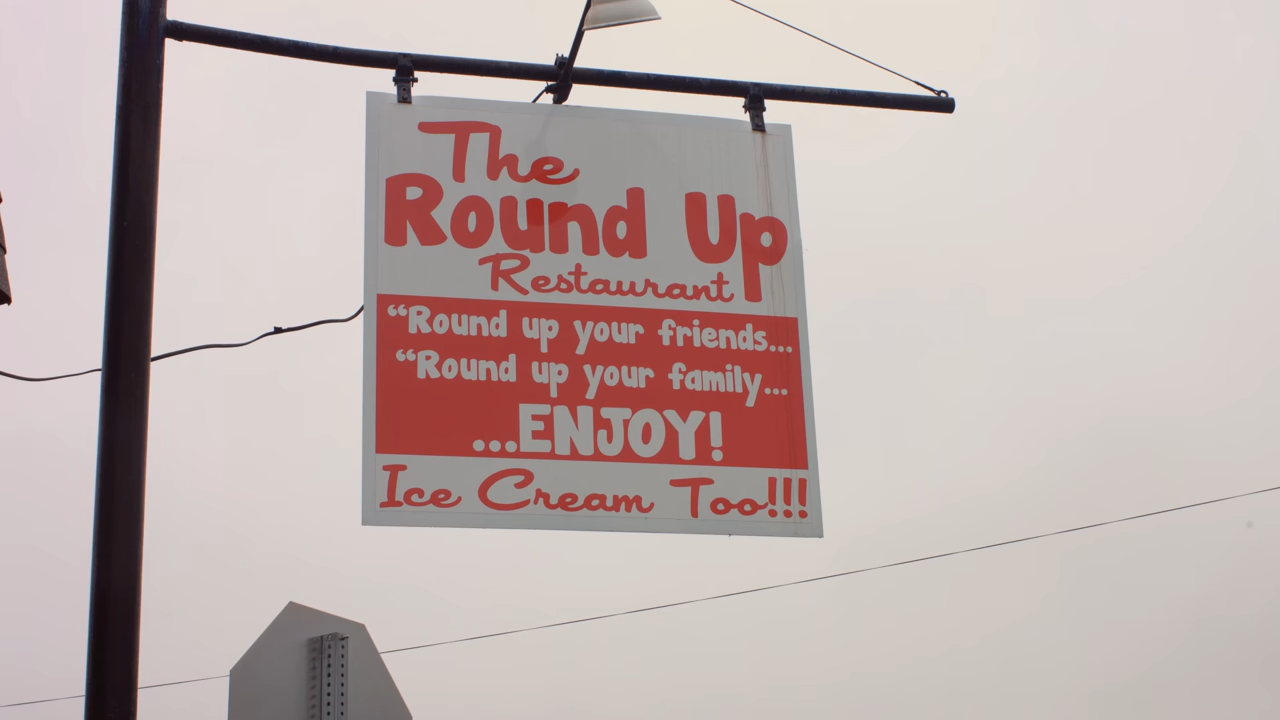 The
Round Up
Restaurant
“Round up your friends...
“Round up your family...
...ENJOY!
Ice Cream Too!!!